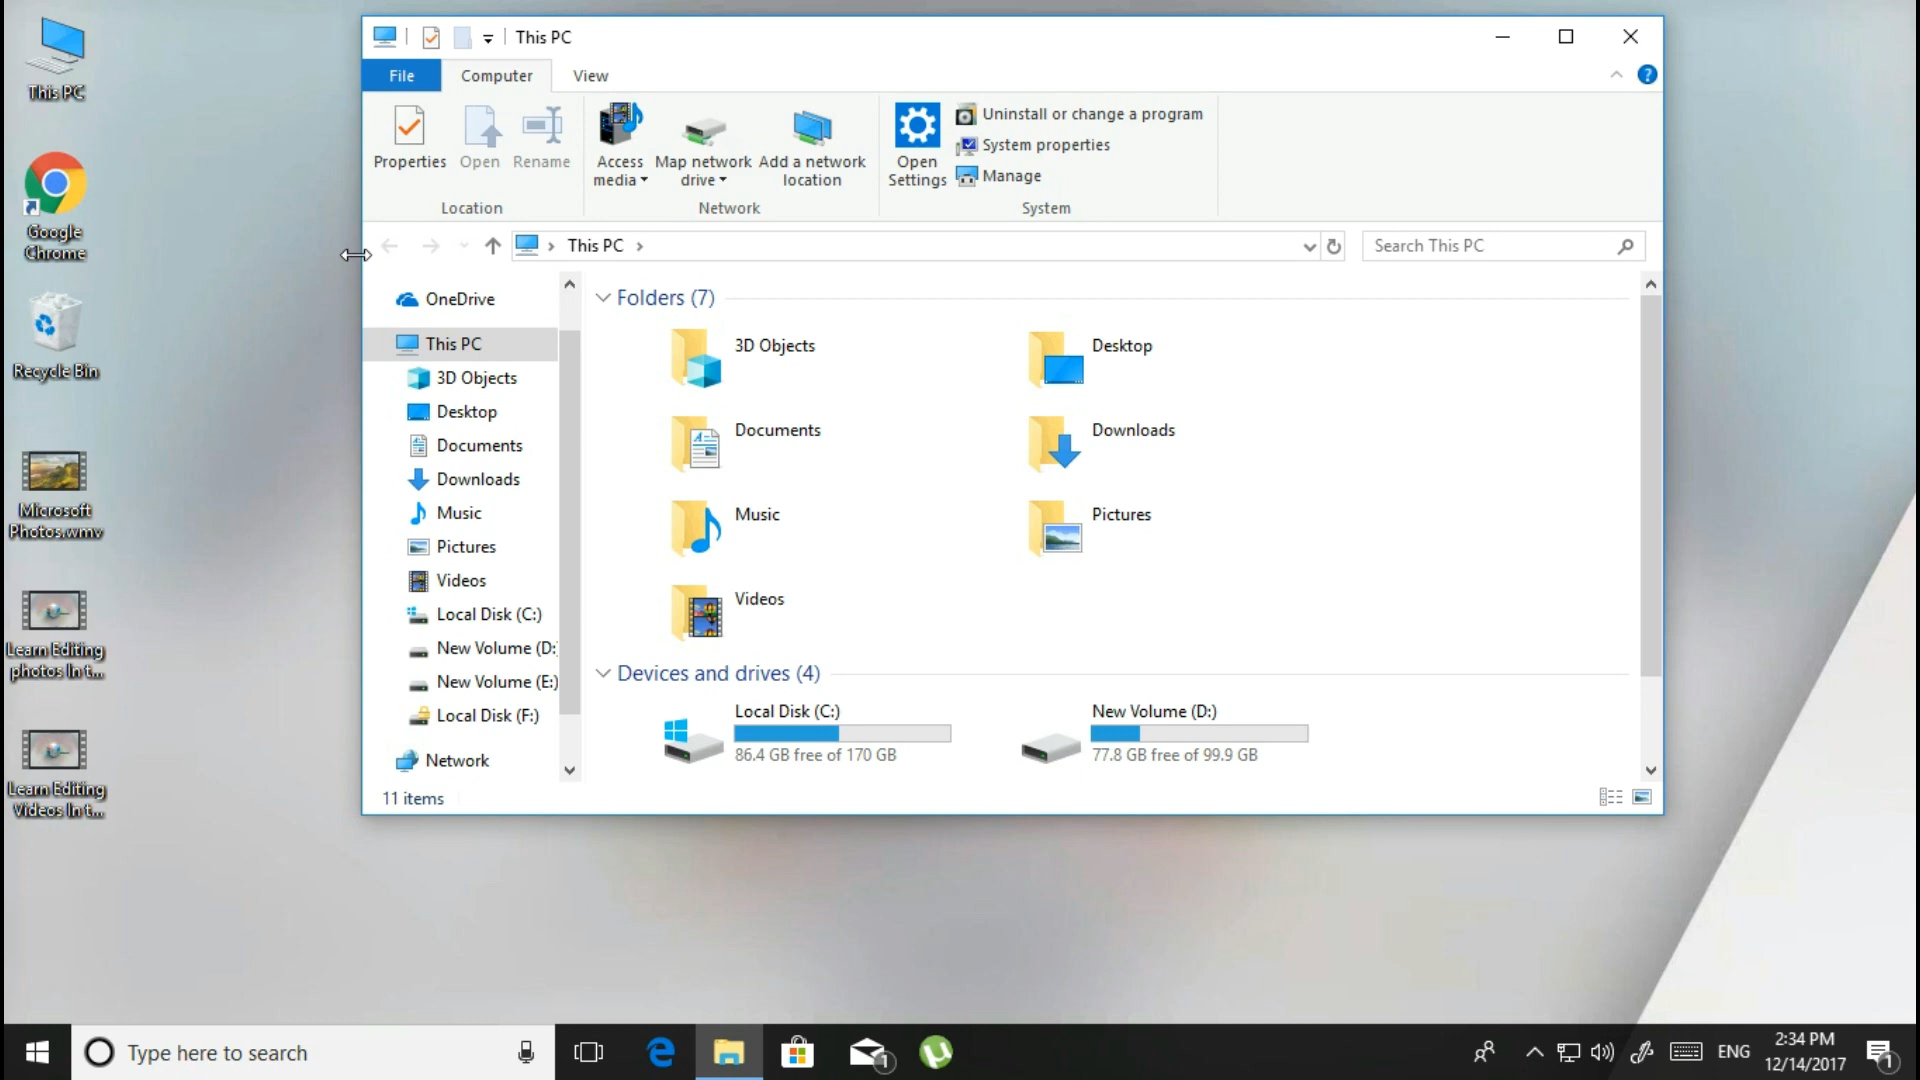 This PC
Google
Chrome
Recycle Bin
Microsoft
Photos.wmv
Learn Editing
photos In t...
Learn Editing
Videos In t...
This PC
File
Computer
View
?
Properties
Open
Rename
Location
Access
media
Map network
drive
Add a network
location
Network
Open
Settings
Uninstall or change a program
System properties
Manage
System
This PC
Search This PC
OneDrive
This PC
3D Objects
Desktop
Documents
Downloads
Music
Pictures
Videos
Local Disk (C:)
New Volume (D:
New Volume (E:)
Local Disk (F:)
Network
Folders (7)
3D Objects
Desktop
Documents
Downloads
Music
Pictures
Videos
Devices and drives (4)
Local Disk (C:)
86.4 GB free of 170 GB
New Volume (D:)
77.8 GB free of 99.9 GB
11 items
Type here to search
1
ENG
2:34 PM
12/14/2017
1